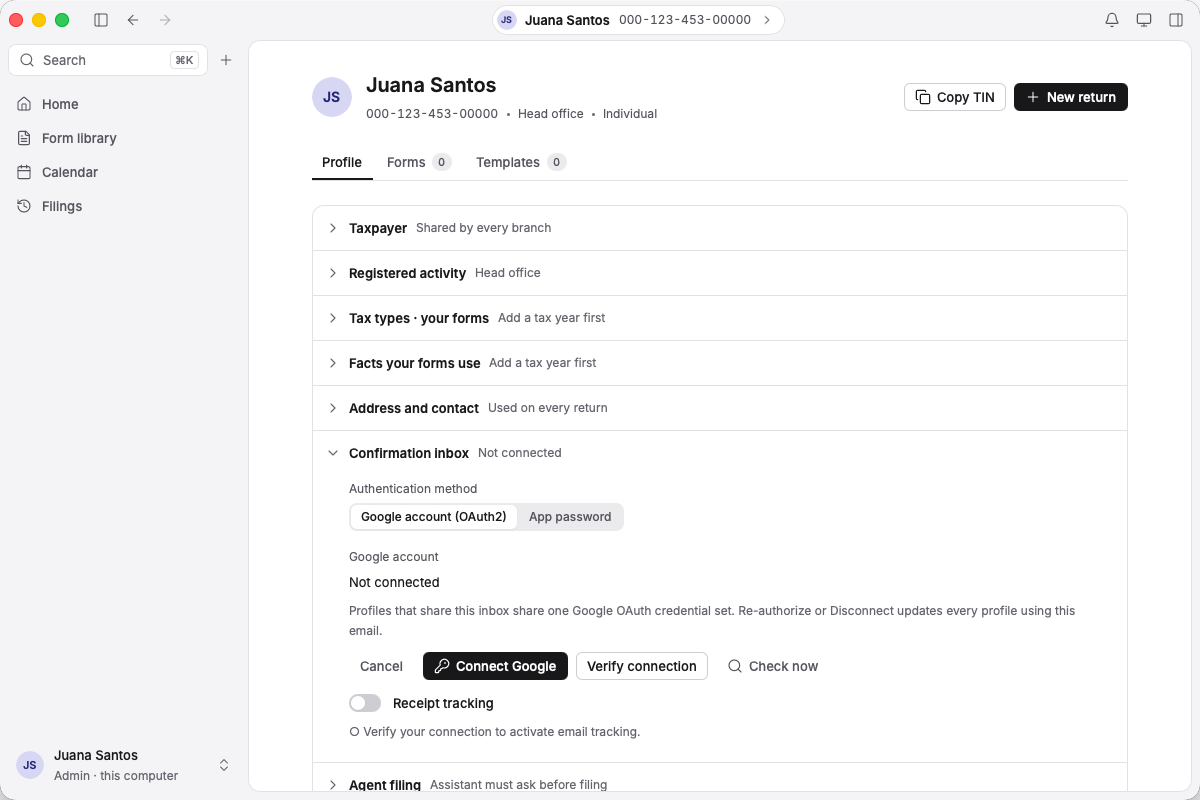 JS Juana Santos 000-123-453-00000
Search ⌘K
Home
Form library
Calendar
Filings
JS
Juana Santos
000-123-453-00000 • Head office • Individual
Copy TIN
New return
Profile
Forms 0
Templates 0
Taxpayer Shared by every branch
Registered activity Head office
Tax types · your forms Add a tax year first
Facts your forms use Add a tax year first
Address and contact Used on every return
Confirmation inbox Not connected
Authentication method
Google account (OAuth2) App password
Google account
Not connected
Profiles that share this inbox share one Google OAuth credential set. Re-authorize or Disconnect updates every profile using this
email.
Cancel Connect Google Verify connection Check now
Receipt tracking
Verify your connection to activate email tracking.
Agent filing Assistant must ask before filing
JS
Juana Santos
Admin · this computer